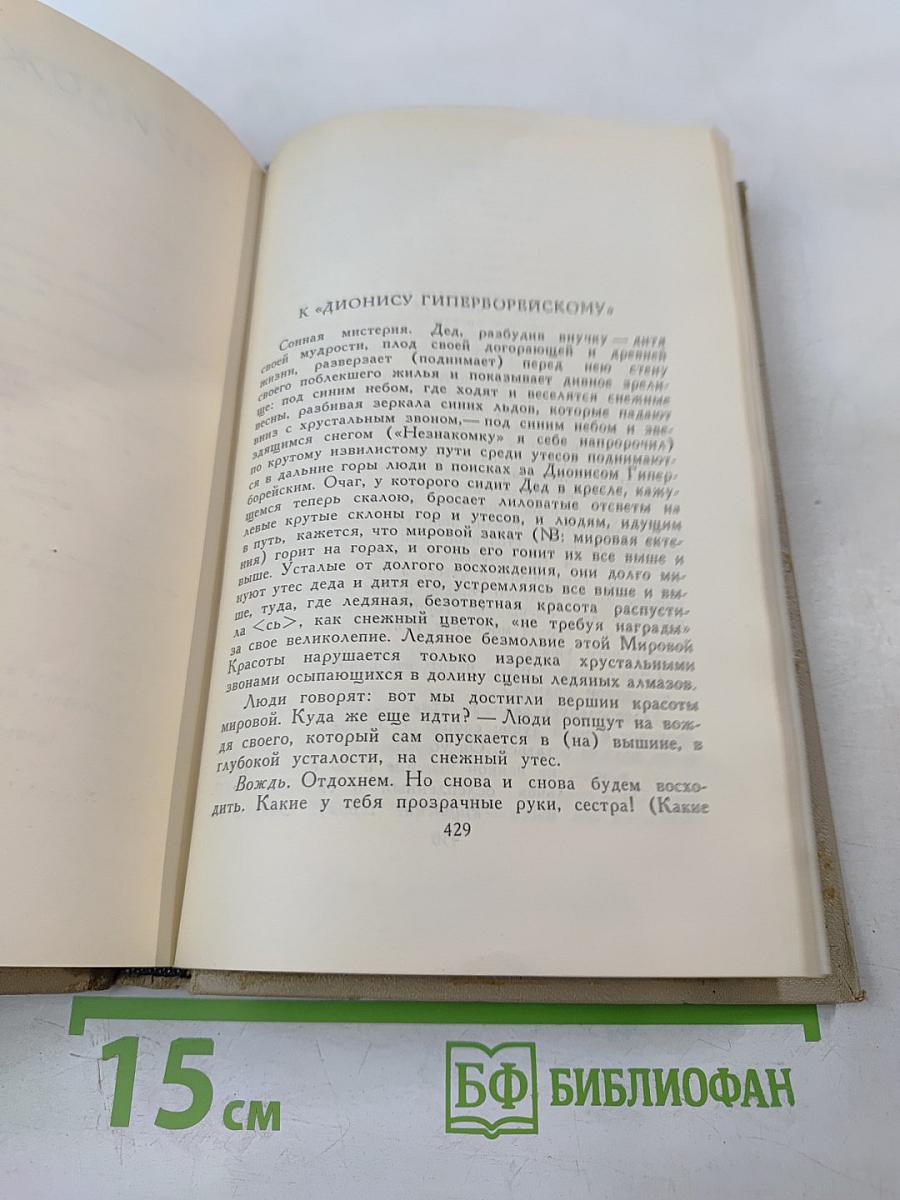 К «ДИОНИСУ ГИПЕРБОРЕЙСКОМУ»
Сонная мистерия. Дед, разбудив внучку — дитя
своей мудрости, плод своей догорающей и древней
жизни, разверзает (поднимает) перед нею стену
своего поблекшего жилья и показывает дивное зрели-
ще: под синим небом, где ходят и веселятся снежные
весны, разбивая зеркала синих льдов, которые падают
вниз с хрустальным звоном,— под синим небом и зве-
здящимся снегом («Незнакомку» я себе напророчил)
по крутому извилистому пути среди утесов поднимают-
ся в дальние горы люди в поисках за Дионисом Гипер-
борейским. Очаг, у которого сидит Дед в кресле, кажу-
щемся теперь скалою, бросает лиловатые отсветы на
левые крутые склоны гор и утесов, и людям, идущим
в путь, кажется, что мировой закат (NB: мировая
ния) горит на горах, и огонь его гонит их все выше и
выше. Усталые от долгого восхождения, они долго ми-
нуют утес деда и дитя его, устремляясь все выше и вы-
ше, туда, где ледяная, безответная красота распусти-
ла <сь>, как снежный цветок, «не требуя награды»
за свое великолепие. Ледяное безмолвие этой Мировой
Красоты нарушается только изредка хрустальными
звонами осыпающихся в долину сцены ледяных алмазов.
Люди говорят: вот мы достигли вершин красоты
мировой. Куда же еще идти? — Люди ропщут на вож-
дя своего, который сам опускается в (на) вышине, в
глубокой усталости, на снежный утес.
Вождь. Отдохнем. Но снова и снова будем восхо-
дить. Какие у тебя прозрачные руки, сестра! (Какие
429
15 см
БФ БИБЛИОФАН